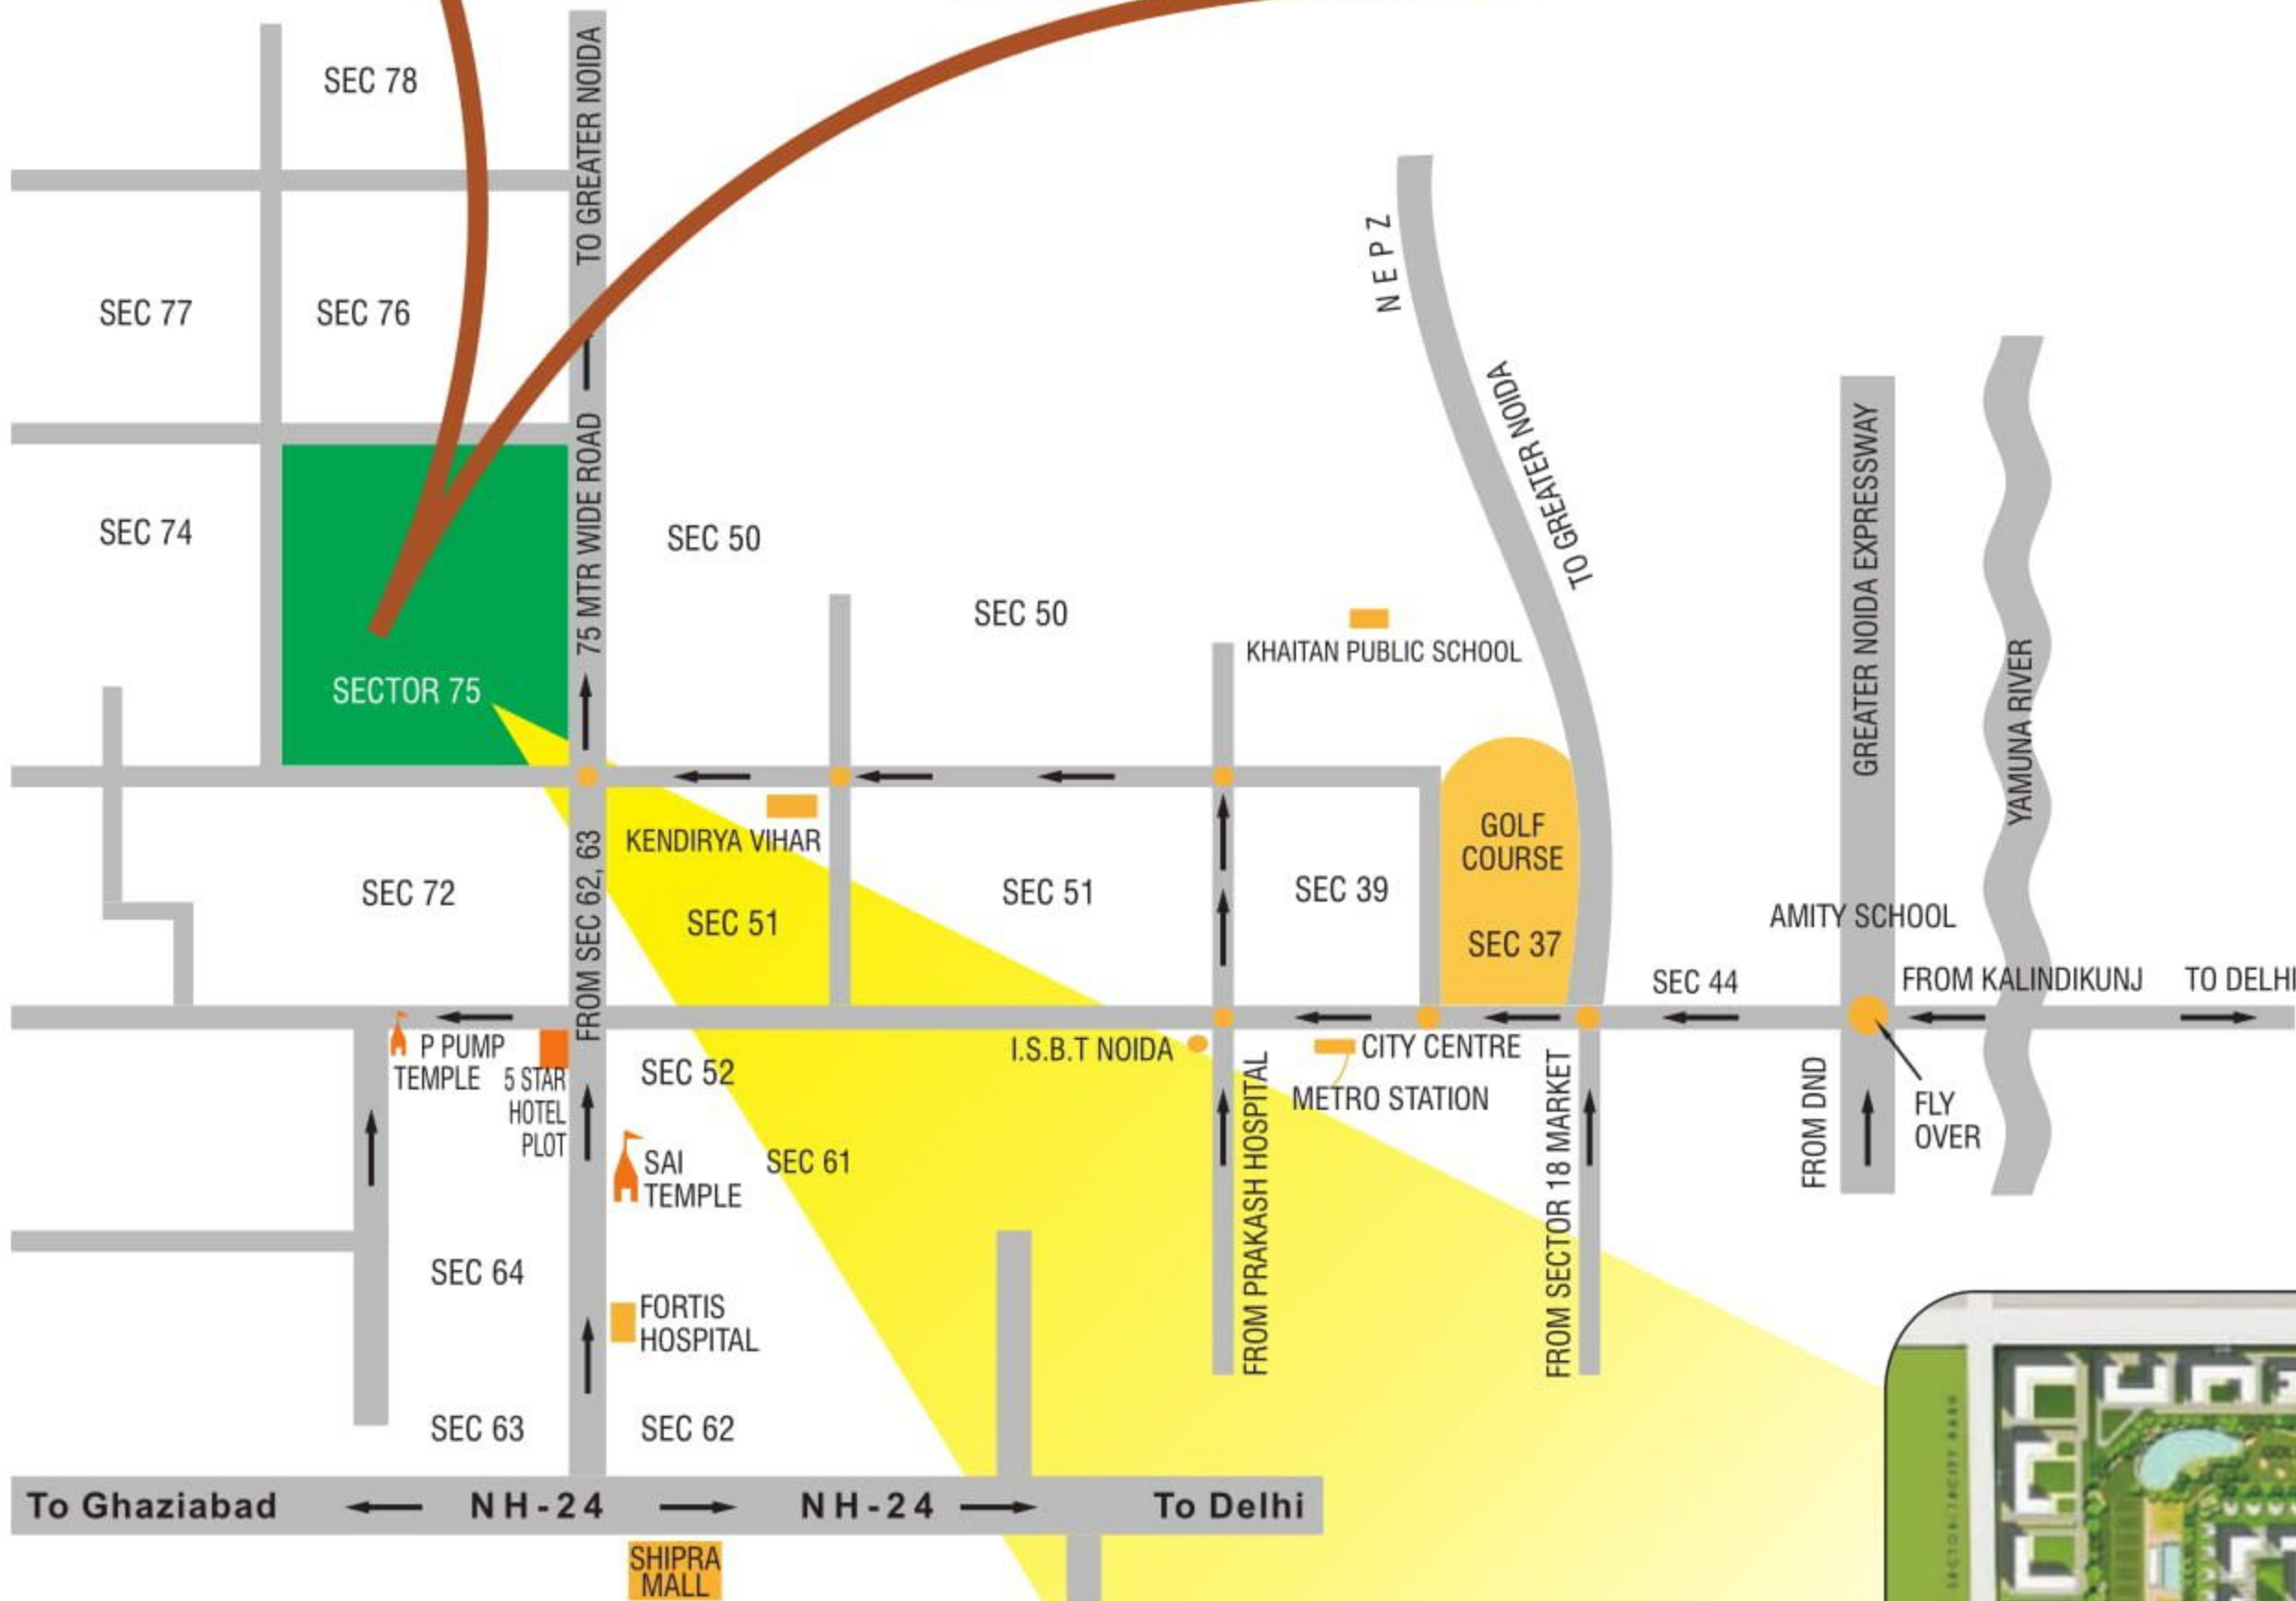 SEC 78
TO GREATER NOIDA
SEC 77
SEC 76
NEPZ
TO GREATER NOIDA
SEC 74
75 MTR WIDE ROAD
SEC 50
SEC 50
KHAITAN PUBLIC SCHOOL
GREATER NOIDA EXPRESSWAY
YAMUNA RIVER
SECTOR 75
KENDIRYA VIHAR
GOLF
COURSE
SEC 72
FROM SEC 62, 63
SEC 51
SEC 51
SEC 39
SEC 37
AMITY SCHOOL
SEC 44
FROM KALINDIKUNJ
TO DELHI
P PUMP
TEMPLE
5 STAR
HOTEL
PLOT
SEC 52
I.S.B.T NOIDA
CITY CENTRE
METRO STATION
FROM PRAKASH HOSPITAL
FROM SECTOR 18 MARKET
FROM DND
FLY
OVER
SAI
TEMPLE
SEC 61
SEC 64
FORTIS
HOSPITAL
SEC 63
SEC 62
To Ghaziabad
NH-24
NH-24
To Delhi
SHIPRA
MALL